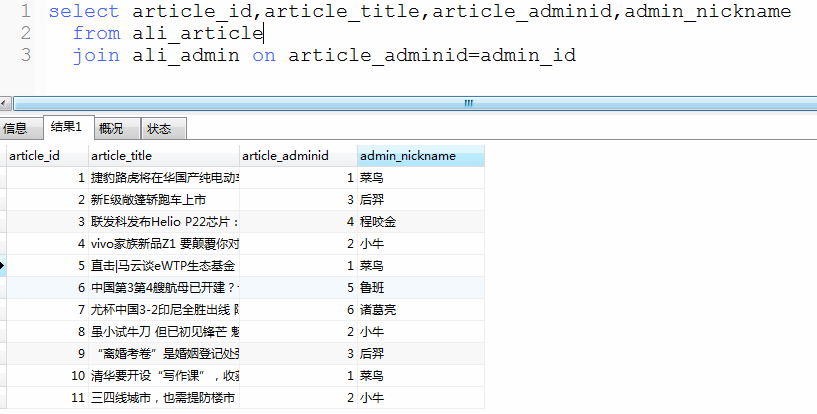 1 select article_id,article_title,article_adminid,admin_nickname
2 from ali_article
3 join ali_admin on article_adminid=admin_id
信息 结果1 概况 状态
article_id article_title article_adminid admin_nickname
1 捷豹路虎将在华国产纯电动车 1 菜鸟
2 新E级敞篷轿跑车上市 3 后羿
3 联发科发布Helio P22芯片： 4 程咬金
4 vivo家族新品Z1 要颠覆你对 2 小牛
5 直击|马云谈eWTP生态基金 1 菜鸟
6 中国第3第4艘航母已开建？ 5 鲁班
7 尤杯中国3-2印尼全胜出线 6 诸葛亮
8 虽小试牛刀 但已初见锋芒 魅 2 小牛
9 “离婚考卷”是婚姻登记处 3 后羿
10 清华要开设“写作课”，收 1 菜鸟
11 三四线城市，也需提防楼市 2 小牛